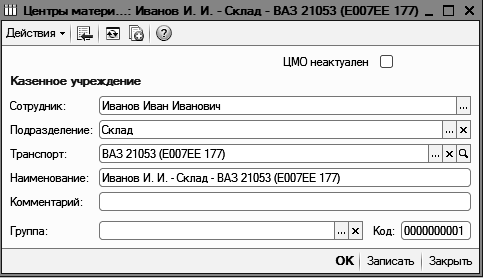 Центры матери...: Иванов И. И. - Склад - ВАЗ 21053 (Е007ЕЕ 177)
Действия
ЦМО неактуален
Казенное учреждение
Сотрудник: Иванов Иван Иванович ...
Подразделение: Склад ... x
Транспорт: ВАЗ 21053 (Е007ЕЕ 177) ... x
Наименование: Иванов И. И. - Склад - ВАЗ 21053 (Е007ЕЕ 177)
Комментарий:
Группа: ... x Код: 0000000001
OK Записать Закрыть